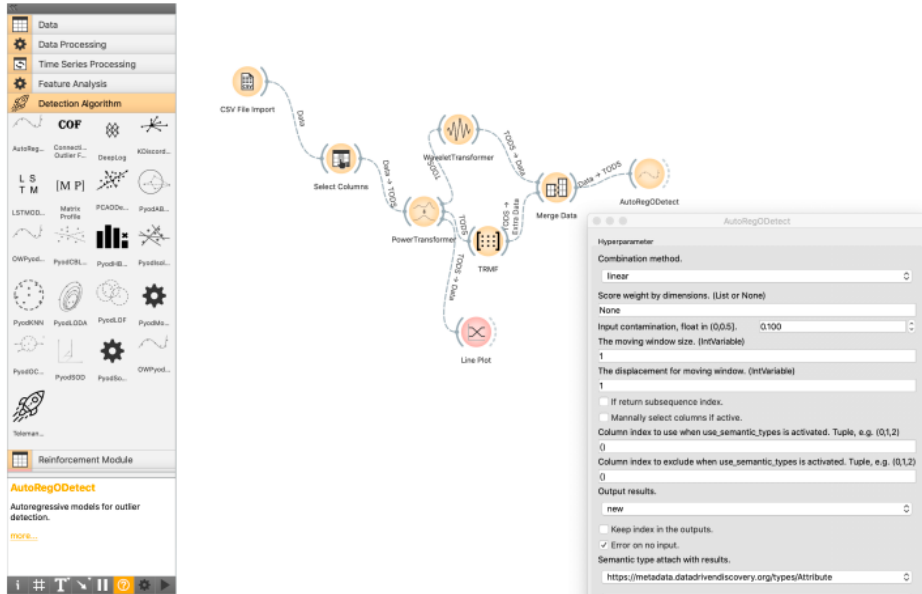 Data
Data Processing
Time Series Processing
Feature Analysis
Detection Algorithm
COF
AutoReg...
Connecti...
Outlier F...
DeepLog
KDiscord...
L S
T M
[M P]
LSTMOD...
Matrix
Profile
PCAODe...
PyodAB...
OWPyod...
PyodCBL...
PyodHB...
PyodIsol...
PyodKNN
PyodLODA
PyodLOF
PyodMo...
PyodOC...
PyodSOD
PyodSo...
OWPyod...
Teleman...
Reinforcement Module
AutoRegODetect
Autoregressive models for outlier
detection.
more...
CSV File Import
Data
Select Columns
Data → TODS
PowerTransformer
TODS
WaveletTransformer
TODS → Data
TODS
TRMF
TODS →
Extra Data
TODS → Data
Line Plot
Merge Data
Data → TODS
AutoRegODetect
AutoRegODetect
Hyperparameter
Combination method.
linear
Score weight by dimensions. (List or None)
None
Input contamination, float in (0,0.5].
0.100
The moving window size. (IntVariable)
1
The displacement for moving window. (IntVariable)
1
If return subsequence index.
Mannally select columns if active.
Column index to use when use_semantic_types is activated. Tuple, e.g. (0,1,2)
()
Column index to exclude when use_semantic_types is activated. Tuple, e.g. (0,1,2)
()
Output results.
new
Keep index in the outputs.
Error on no input.
Semantic type attach with results.
https://metadata.datadrivendiscovery.org/types/Attribute